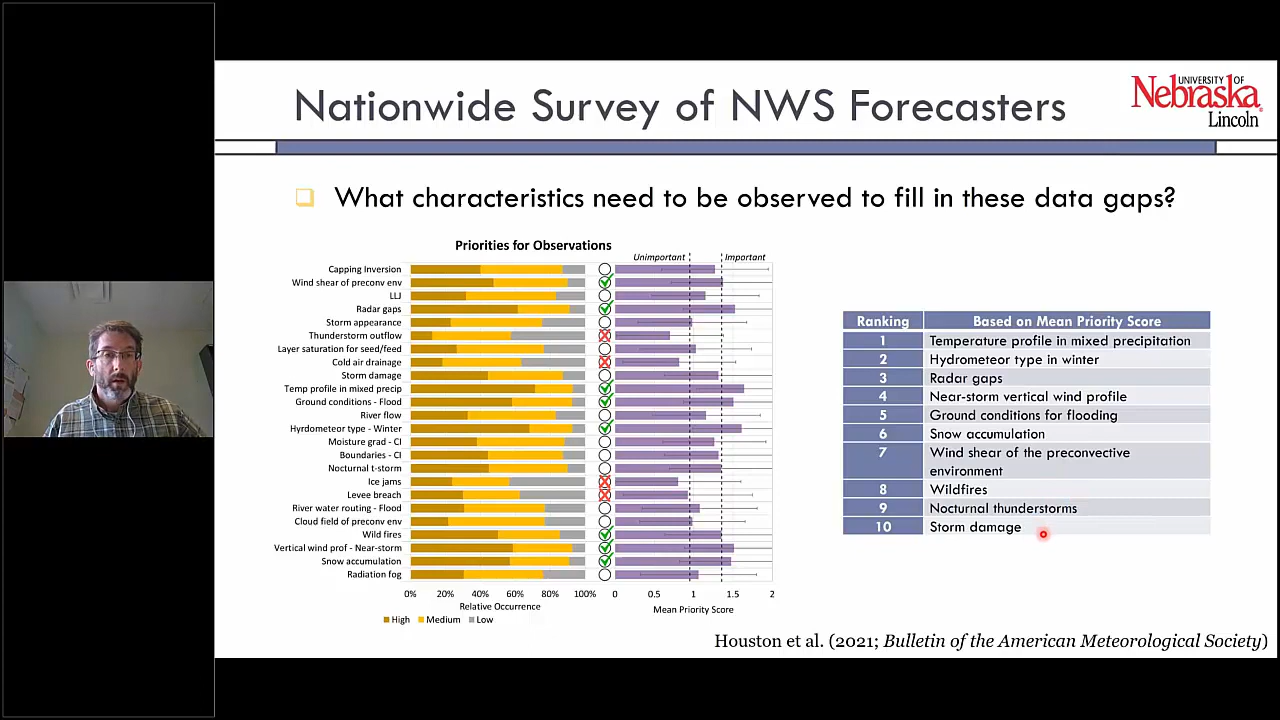 Nationwide Survey of NWS Forecasters
UNIVERSITY OF
Nebraska
Lincoln
What characteristics need to be observed to fill in these data gaps?
Priorities for Observations
Unimportant
Important
Capping Inversion
Wind shear of preconv env
LLJ
Radar gaps
Storm appearance
Thunderstorm outflow
Layer saturation for seed/feed
Cold air drainage
Storm damage
Temp profile in mixed precip
Ground conditions - Flood
River flow
Hyrdometeor type - Winter
Moisture grad - CI
Boundaries - CI
Nocturnal t-storm
Ice jams
Levee breach
River water routing - Flood
Cloud field of preconv env
Wild fires
Vertical wind prof - Near-storm
Snow accumulation
Radiation fog
0% 20% 40% 60% 80% 100%
Relative Occurrence
High Medium Low
0 0.5 1 1.5 2
Mean Priority Score
Ranking Based on Mean Priority Score
1 Temperature profile in mixed precipitation
2 Hydrometeor type in winter
3 Radar gaps
4 Near-storm vertical wind profile
5 Ground conditions for flooding
6 Snow accumulation
7 Wind shear of the preconvective
environment
8 Wildfires
9 Nocturnal thunderstorms
10 Storm damage
Houston et al. (2021; Bulletin of the American Meteorological Society)